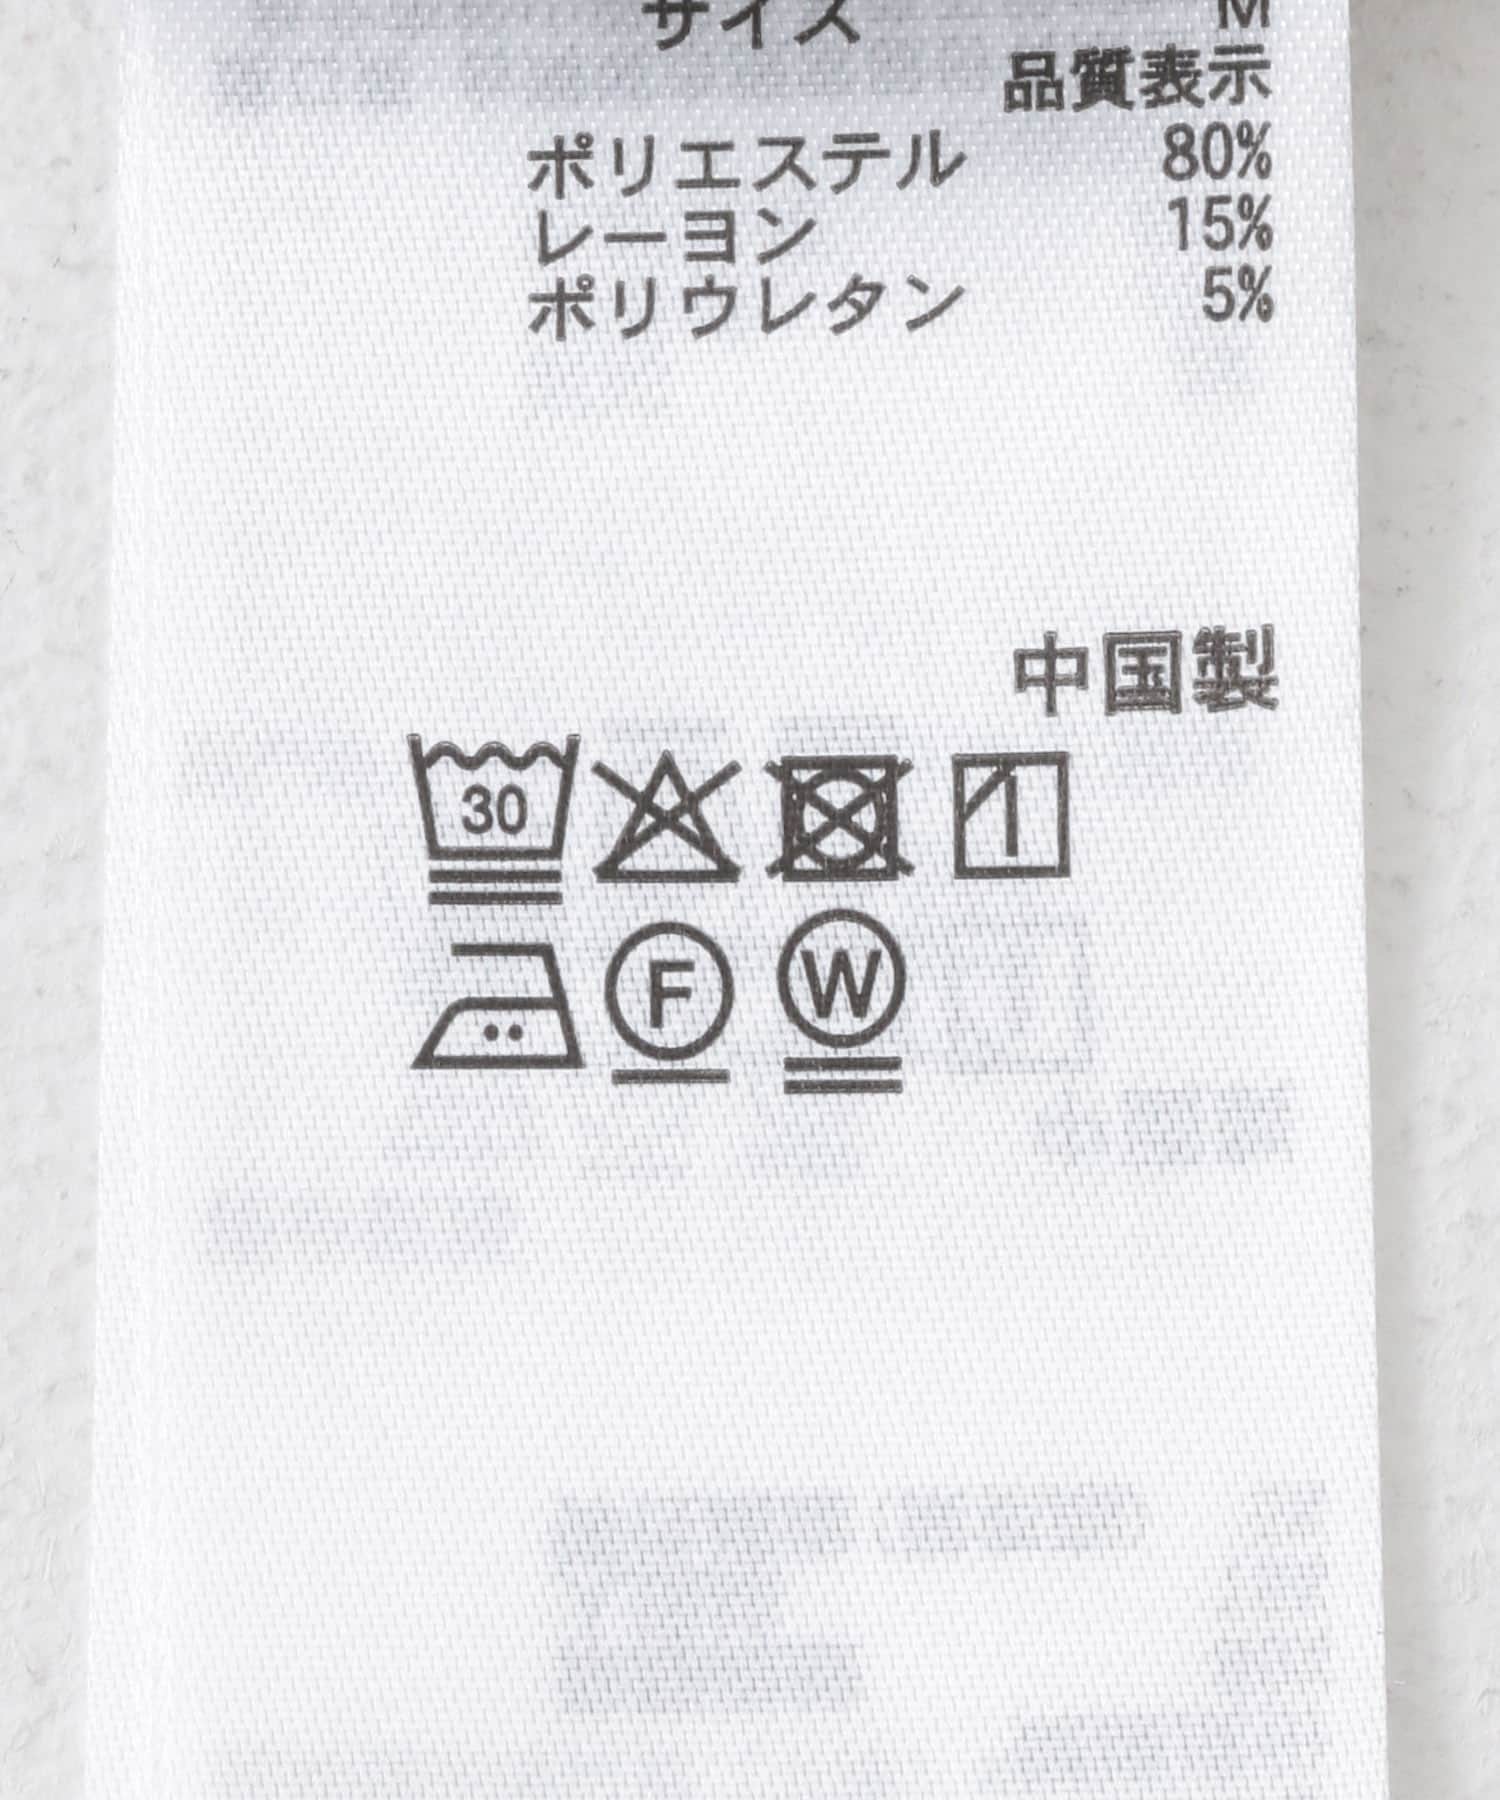 サイズ M
品質表示
ポリエステル 80%
レーヨン 15%
ポリウレタン 5%
中国製
30
F W